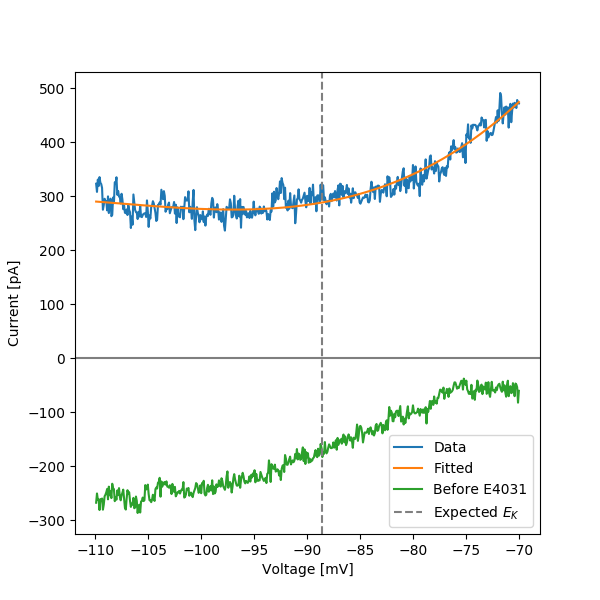 500
400
300
200
100
0
−100
−200
−300
Current [pA]
Data
Fitted
Before E4031
Expected E_K
−110 −105 −100 −95 −90 −85 −80 −75 −70
Voltage [mV]